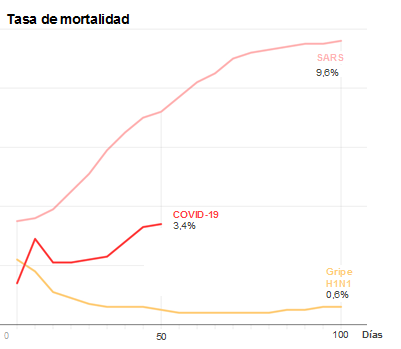 Tasa de mortalidad
SARS
9,6%
COVID-19
3,4%
Gripe
H1N1
0,6%
0
50
100
Días